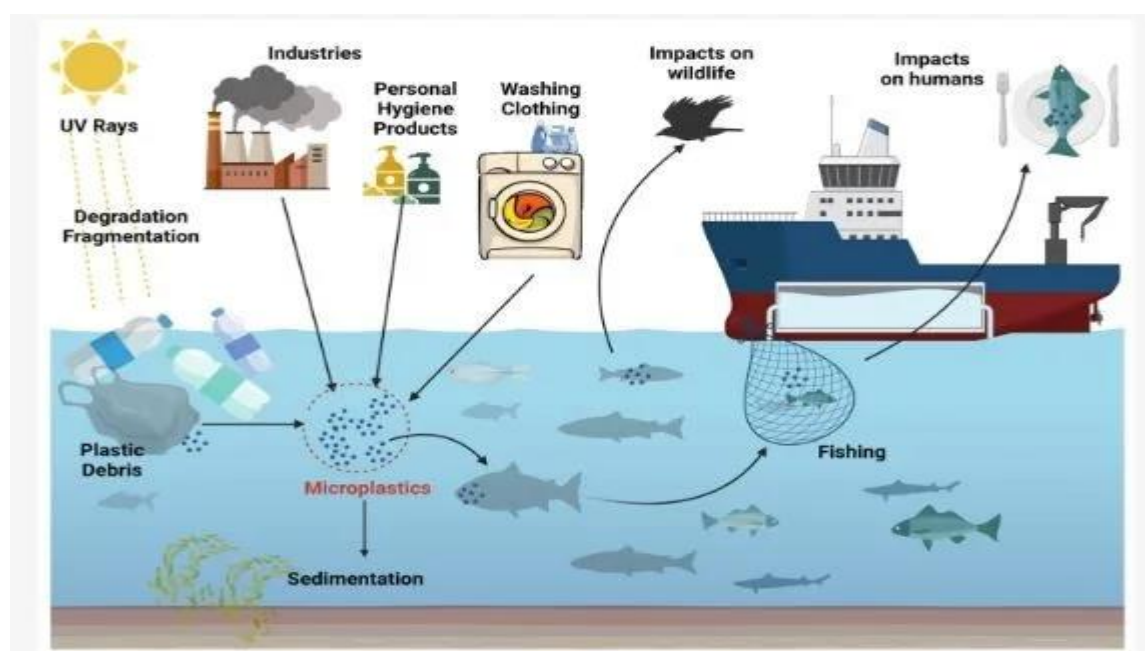 Industries
Impacts on
wildlife
Impacts
on humans
Personal
Hygiene
Products
Washing
Clothing
UV Rays
Degradation
Fragmentation
Plastic
Debris
Microplastics
Fishing
Sedimentation